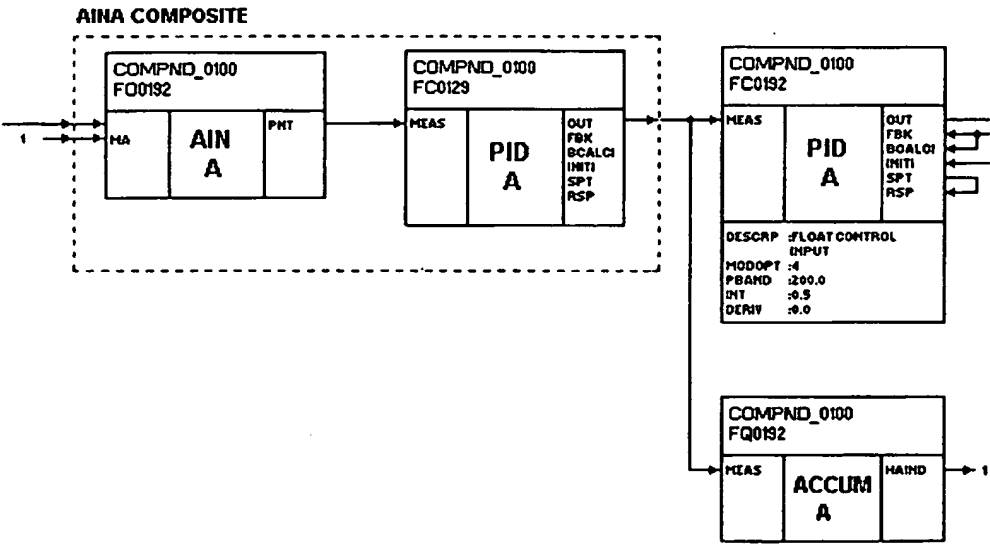 AINA COMPOSITE
COMPND_0100
FO0192
1
MA
AIN
A
PNT
COMPND_0100
FC0129
MEAS
PID
A
OUT
FBK
BCALCI
INITI
SPT
RSP
COMPND_0100
FC0192
MEAS
PID
A
OUT
FBK
BCALCI
INITI
SPT
RSP
DESCRP :FLOAT CONTROL
INPUT
MODOPT :4
PBAND :200.0
INT :0.5
DERIV :0.0
COMPND_0100
FQ0192
MEAS
ACCUM
A
HAIND
1